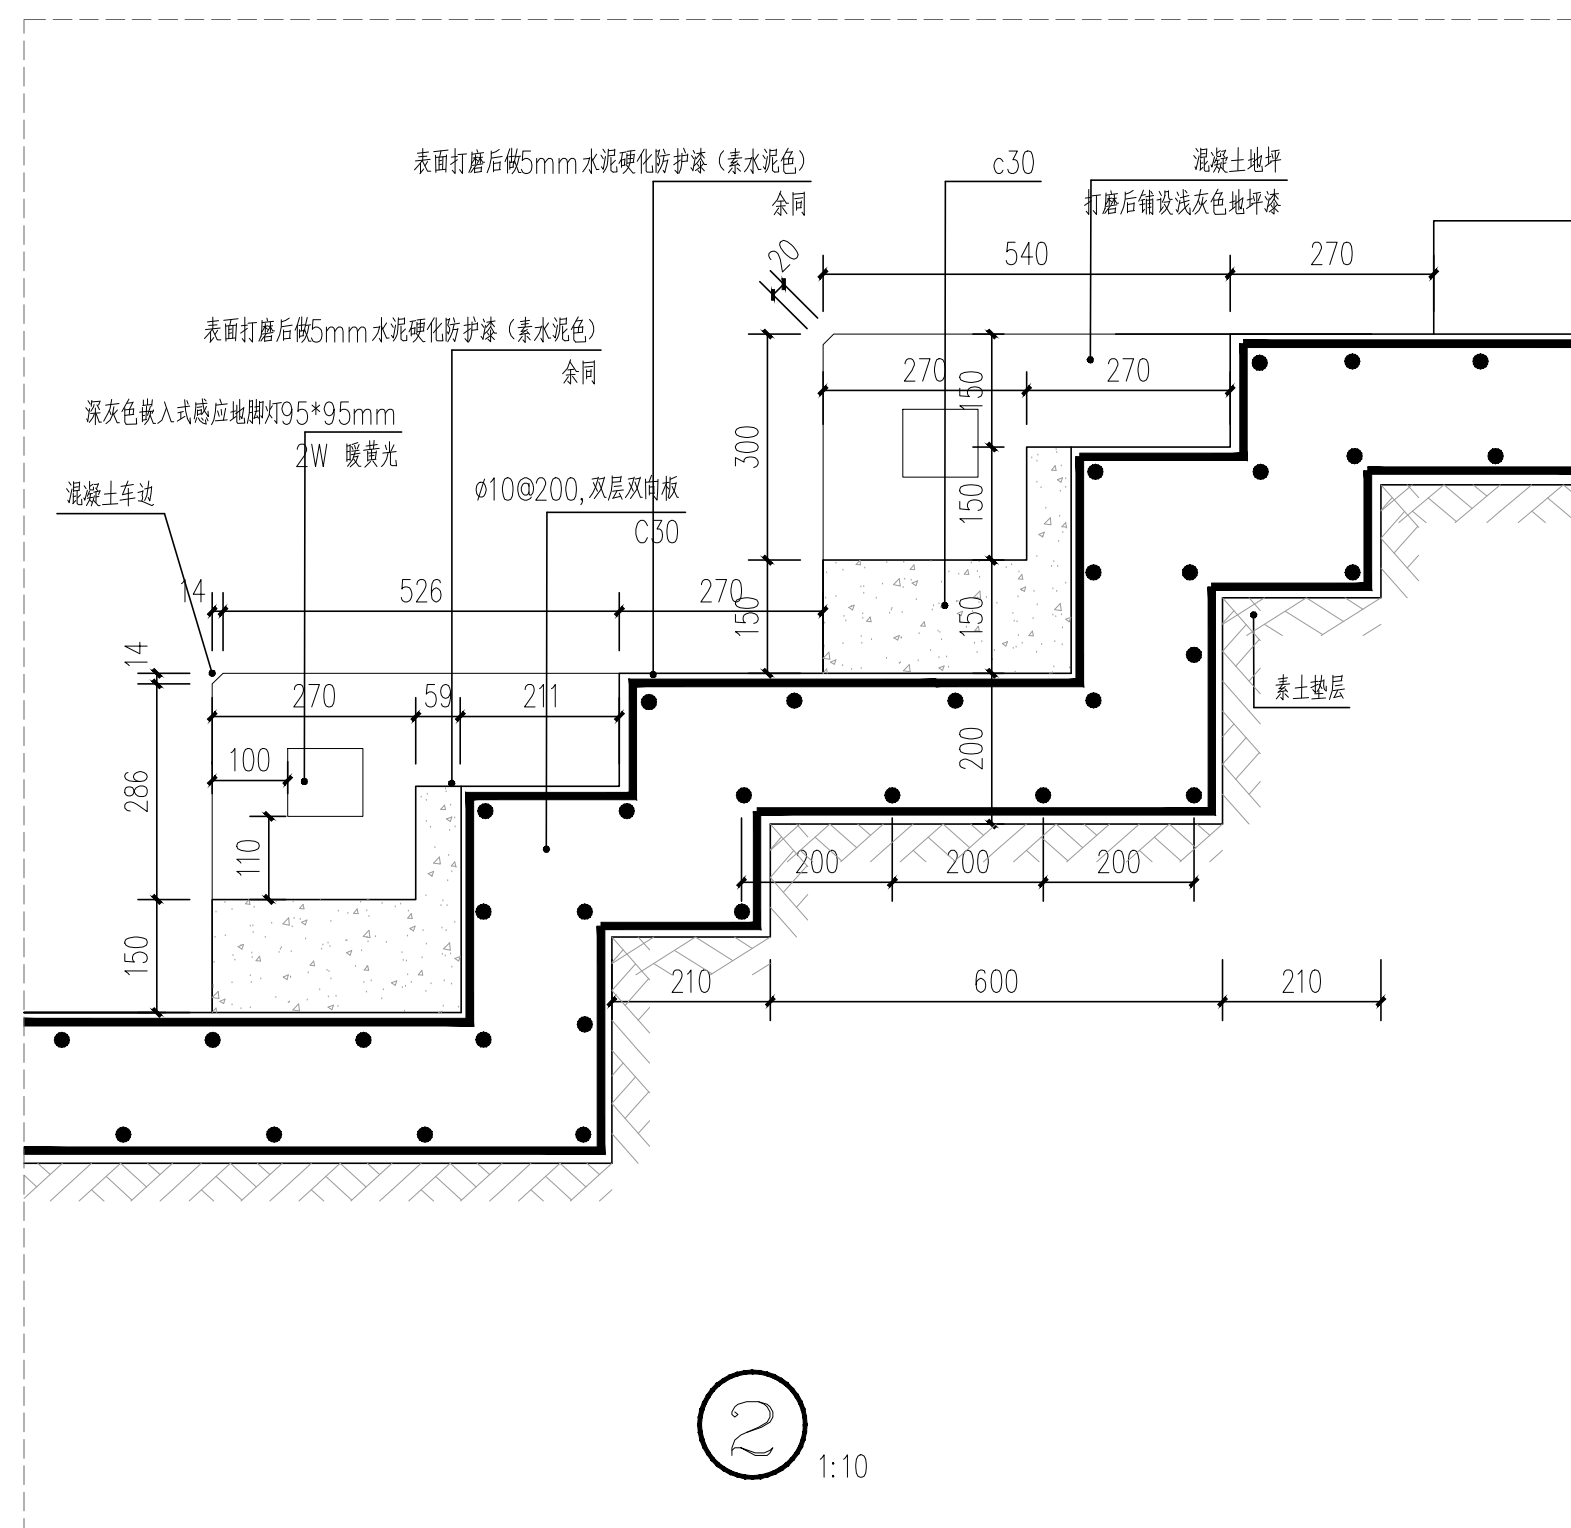 表面打磨后做5mm水泥硬化防护漆（素水泥色）
余同
c30
混凝土地坪
打磨后铺设浅灰色地坪漆
20
540
270
表面打磨后做5mm水泥硬化防护漆（素水泥色）
余同
270
270
150
深灰色嵌入式感应地脚灯95*95mm
2W 暖黄光
300
混凝土车边
ø10@200,双层双向板
C30
150
14
526
270
150
150
14
素土垫层
270
59
211
100
200
286
110
200
200
200
150
210
600
210
2
1:10